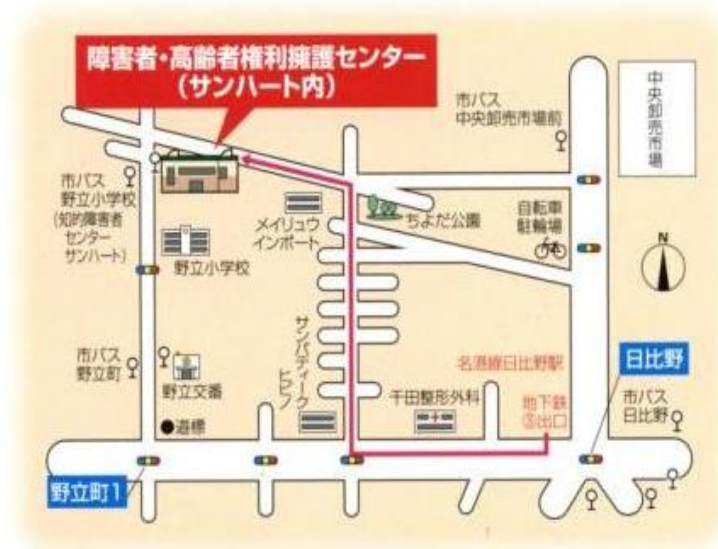 障害者・高齢者権利擁護センター
(サンハート内)
市バス
中央卸売市場前
中央卸売市場
市バス
野立小学校
(知的障害者
センター
サンハート)
メイリュウ
インポート
ちよだ公園
自転車
駐輪場
N
野立小学校
サンパティーク
ヒビノ
市バス
野立町
野立交番
道標
名港線日比野駅
日比野
千田整形外科
地下鉄
③出口
市バス
日比野
野立町1